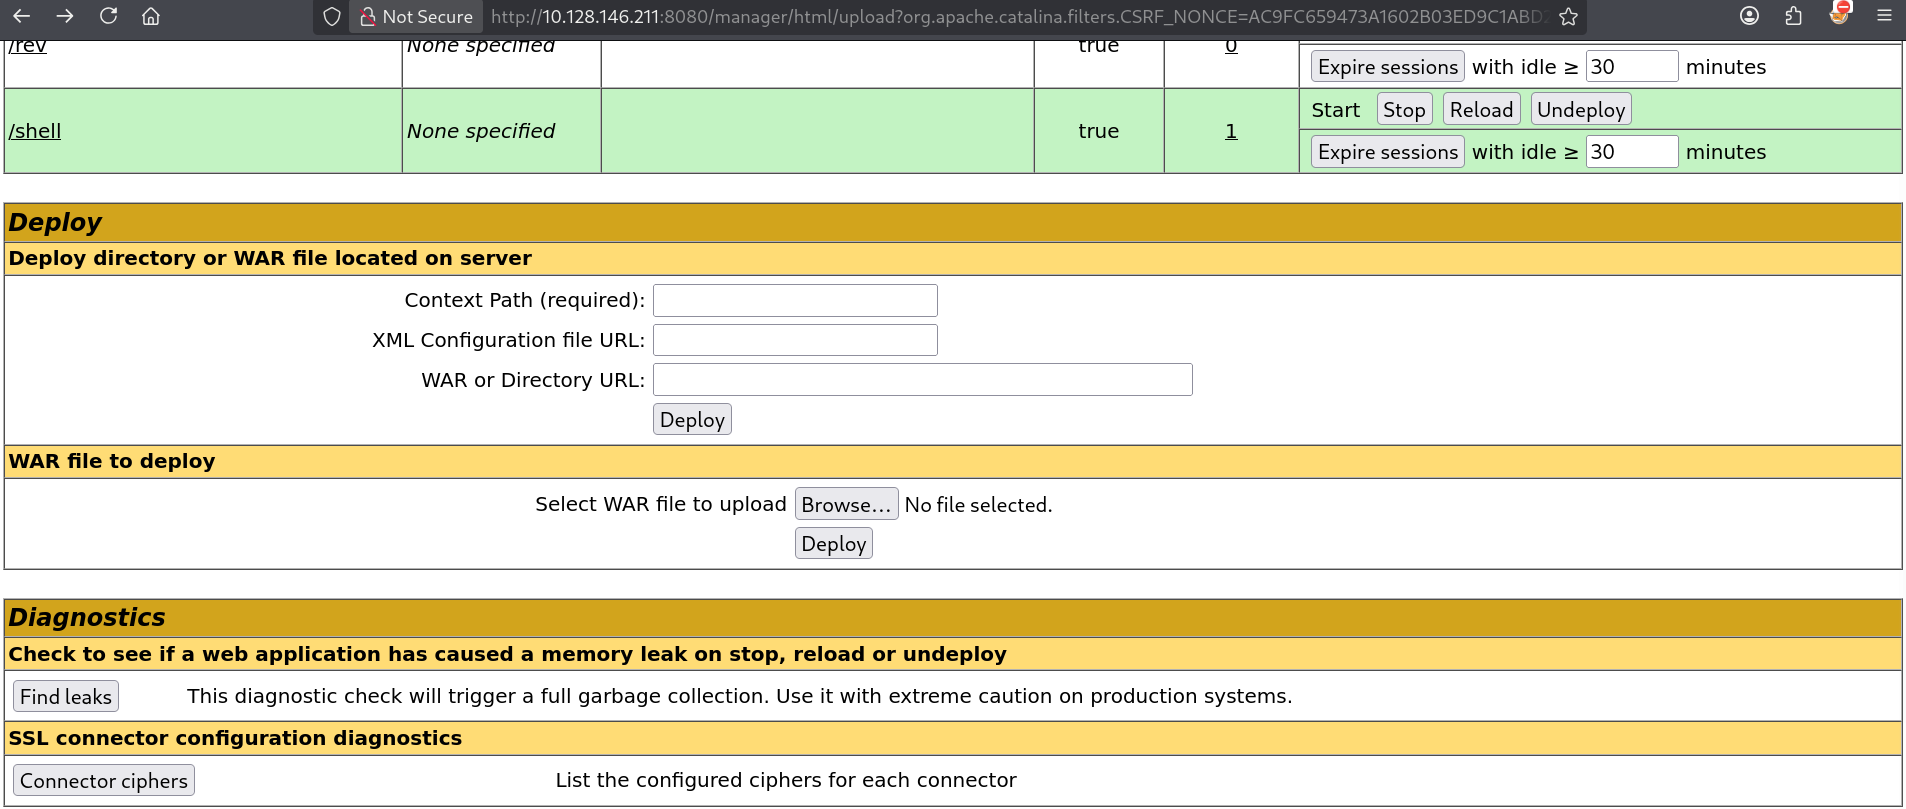 Not Secure http://10.128.146.211:8080/manager/html/upload?org.apache.catalina.filters.CSRF_NONCE=AC9FC659473A1602B03ED9C1ABD
/rev None specified true 0
Expire sessions with idle ≥ 30 minutes
Start Stop Reload Undeploy
/shell None specified true 1
Expire sessions with idle ≥ 30 minutes
Deploy
Deploy directory or WAR file located on server
Context Path (required):
XML Configuration file URL:
WAR or Directory URL:
Deploy
WAR file to deploy
Select WAR file to upload Browse... No file selected.
Deploy
Diagnostics
Check to see if a web application has caused a memory leak on stop, reload or undeploy
Find leaks This diagnostic check will trigger a full garbage collection. Use it with extreme caution on production systems.
SSL connector configuration diagnostics
Connector ciphers List the configured ciphers for each connector